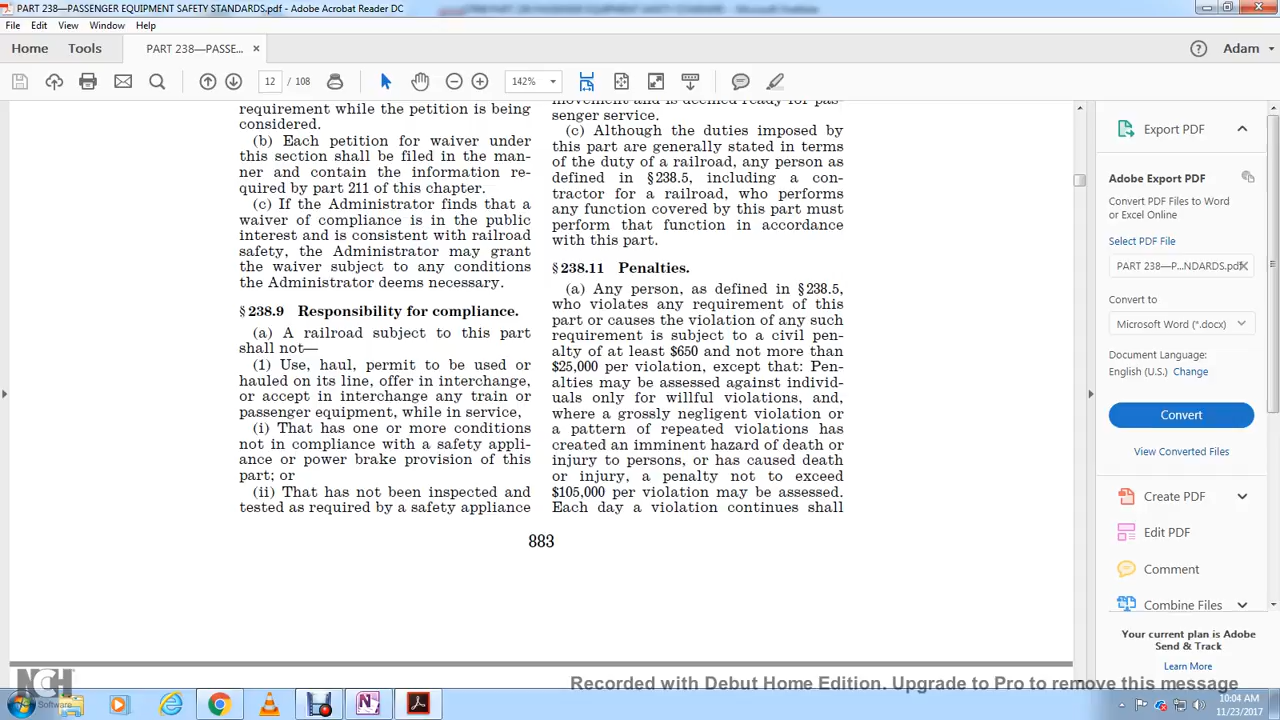 PART 238—PASSENGER EQUIPMENT SAFETY STANDARDS.pdf - Adobe Acrobat Reader DC
File Edit View Window Help
Home Tools PART 238—PASSE... × Adam
12 / 108 142%
requirement while the petition is being
considered.
(b) Each petition for waiver under
this section shall be filed in the man-
ner and contain the information re-
quired by part 211 of this chapter.
(c) If the Administrator finds that a
waiver of compliance is in the public
interest and is consistent with railroad
safety, the Administrator may grant
the waiver subject to any conditions
the Administrator deems necessary.
§ 238.9 Responsibility for compliance.
(a) A railroad subject to this part
shall not—
(1) Use, haul, permit to be used or
hauled on its line, offer in interchange,
or accept in interchange any train or
passenger equipment, while in service,
(i) That has one or more conditions
not in compliance with a safety appli-
ance or power brake provision of this
part; or
(ii) That has not been inspected and
tested as required by a safety appliance
movement and is deemed ready for pas-
senger service.
(c) Although the duties imposed by
this part are generally stated in terms
of the duty of a railroad, any person as
defined in § 238.5, including a con-
tractor for a railroad, who performs
any function covered by this part must
perform that function in accordance
with this part.
§ 238.11 Penalties.
(a) Any person, as defined in § 238.5,
who violates any requirement of this
part or causes the violation of any such
requirement is subject to a civil pen-
alty of at least $650 and not more than
$25,000 per violation, except that: Pen-
alties may be assessed against individ-
uals only for willful violations, and,
where a grossly negligent violation or
a pattern of repeated violations has
created an imminent hazard of death or
injury to persons, or has caused death
or injury, a penalty not to exceed
$105,000 per violation may be assessed.
Each day a violation continues shall
883
Export PDF
Adobe Export PDF
Convert PDF Files to Word
or Excel Online
Select PDF File
PART 238—P...NDARDS.pdf
Convert to
Microsoft Word (*.docx)
Document Language:
English (U.S.) Change
Convert
View Converted Files
Create PDF
Edit PDF
Comment
Combine Files
Your current plan is Adobe
Send & Track
Learn More
NCH
Software
Recorded with Debut Home Edition. Upgrade to Pro to remove this message
10:04 AM
11/23/2017